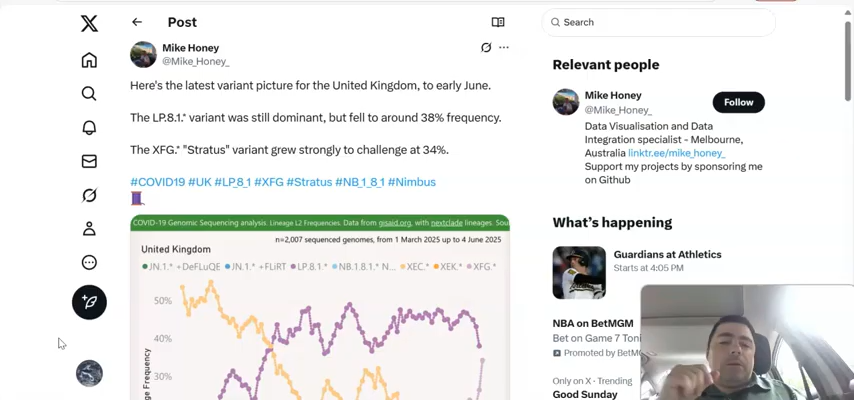 Post
Search
Mike Honey
@Mike_Honey_
Here's the latest variant picture for the United Kingdom, to early June.
The LP.8.1.* variant was still dominant, but fell to around 38% frequency.
The XFG.* "Stratus" variant grew strongly to challenge at 34%.
#COVID19 #UK #LP_8_1 #XFG #Stratus #NB_1_8_1 #Nimbus
COVID-19 Genomic Sequencing analysis. Lineage L2 Frequencies. Data from gisaid.org, with nextclade lineages. Sou
n=2,007 sequenced genomes, from 1 March 2025 up to 4 June 2025
United Kingdom
JN.1.* +DeFLuQE JN.1.* +FLiRT LP.8.1.* NB.1.8.1.* N... XEC.* XEK.* XFG.*
50%
40%
30%
ge Frequency
Relevant people
Mike Honey
@Mike_Honey_
Follow
Data Visualisation and Data
Integration specialist - Melbourne,
Australia linktr.ee/mike_honey_
Support my projects by sponsoring me
on Github
What's happening
Guardians at Athletics
Starts at 4:05 PM
NBA on BetMGM
Bet on Game 7 Toni
Promoted by BetMG
Only on X · Trending
Good Sunday